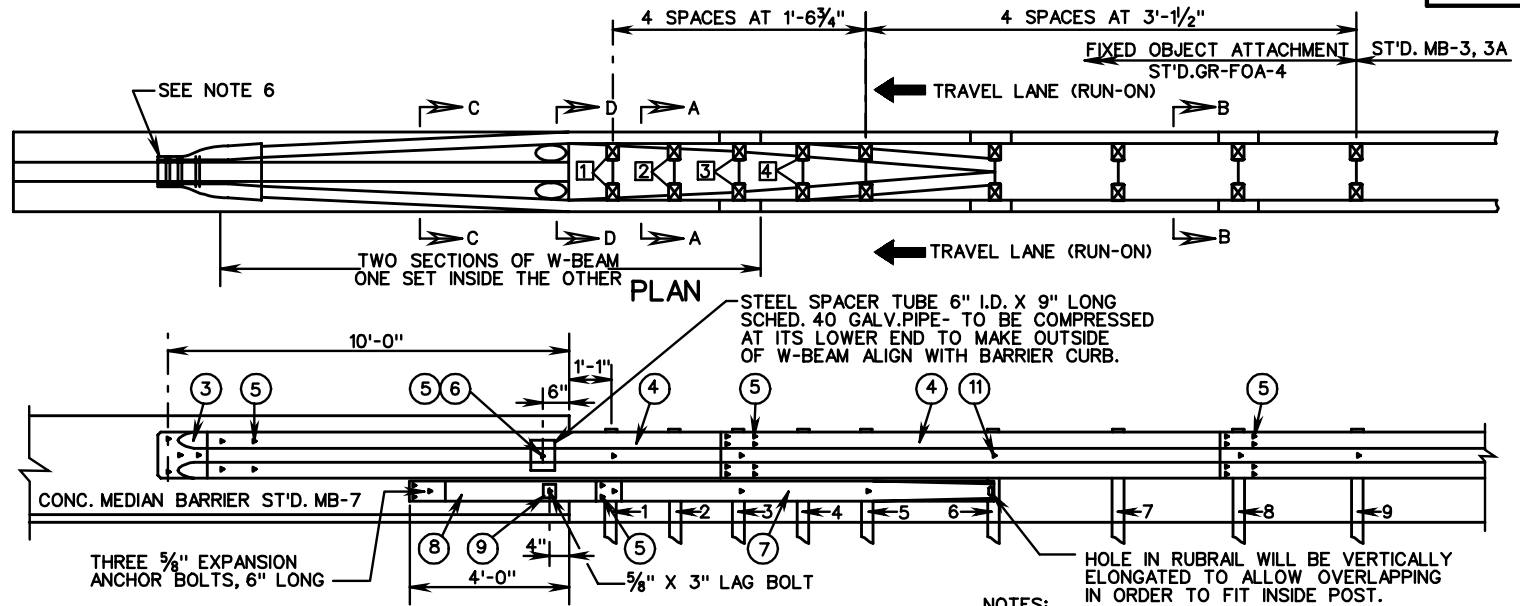 4 SPACES AT 1'-6¾"
4 SPACES AT 3'-1½"
FIXED OBJECT ATTACHMENT
ST'D.GR-FOA-4
ST'D. MB-3, 3A
SEE NOTE 6
TRAVEL LANE (RUN-ON)
C
D
A
B
1
2
3
4
C
D
A
B
TRAVEL LANE (RUN-ON)
TWO SECTIONS OF W-BEAM
ONE SET INSIDE THE OTHER
PLAN
STEEL SPACER TUBE 6" I.D. X 9" LONG
SCHED. 40 GALV.PIPE- TO BE COMPRESSED
AT ITS LOWER END TO MAKE OUTSIDE
OF W-BEAM ALIGN WITH BARRIER CURB.
10'-0"
1'-1"
6"
3
5
5
6
4
5
4
11
5
CONC. MEDIAN BARRIER ST'D. MB-7
1
2
3
4
5
6
7
8
9
8
9
5
7
4"
THREE ⅝" EXPANSION
ANCHOR BOLTS, 6" LONG
4'-0"
⅝" X 3" LAG BOLT
HOLE IN RUBRAIL WILL BE VERTICALLY
ELONGATED TO ALLOW OVERLAPPING
IN ORDER TO FIT INSIDE POST.
NOTES: